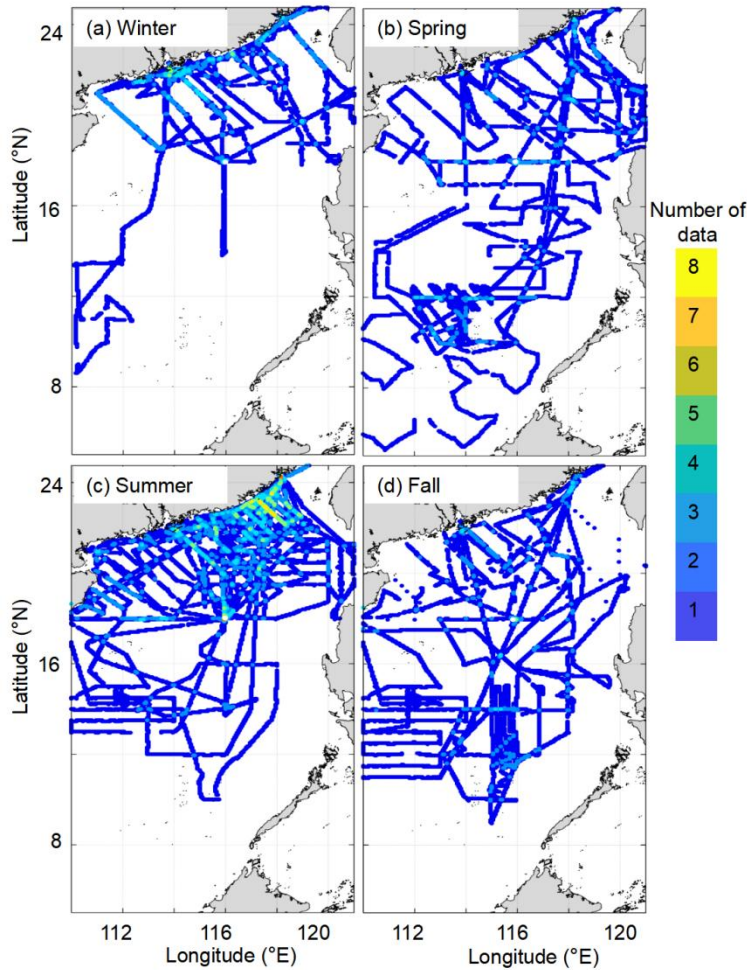 24
(a) Winter
(b) Spring
16
8
Latitude (°N)
Number of
data
8
7
6
5
4
3
2
1
(c) Summer
(d) Fall
24
16
8
Latitude (°N)
112
116
120
112
116
120
Longitude (°E)
Longitude (°E)